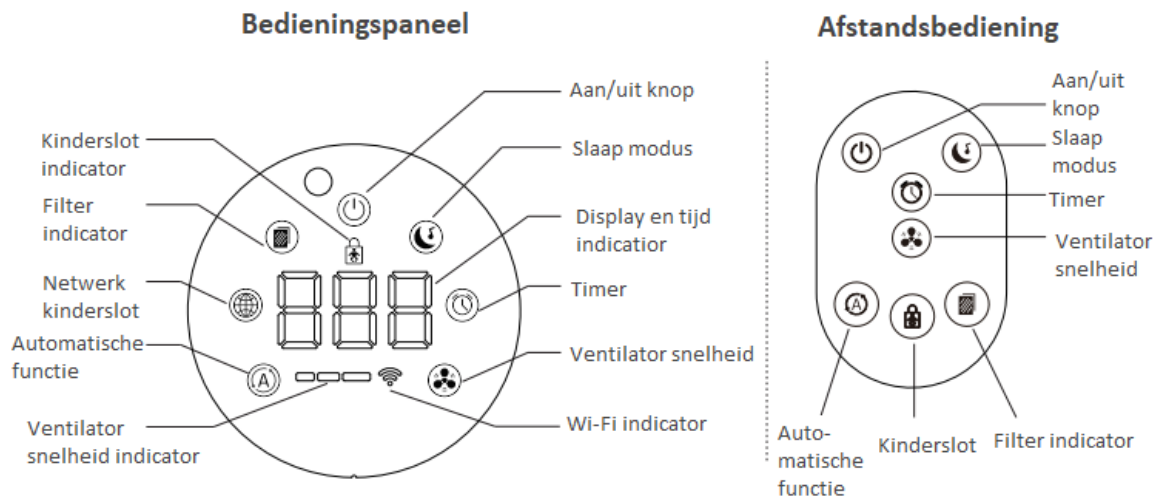 Bedieningspaneel
Aan/uit knop
Kinderslot
indicator
Slaap modus
Filter
indicator
Display en tijd
indicatior
Netwerk
kinderslot
Timer
Automatische
functie
A
Ventilator snelheid
Ventilator
snelheid indicator
Wi-Fi indicator
Afstandsbediening
Aan/uit
knop
Slaap
modus
Timer
Ventilator
snelheid
A
Auto-
matische
functie
Kinderslot
Filter indicator